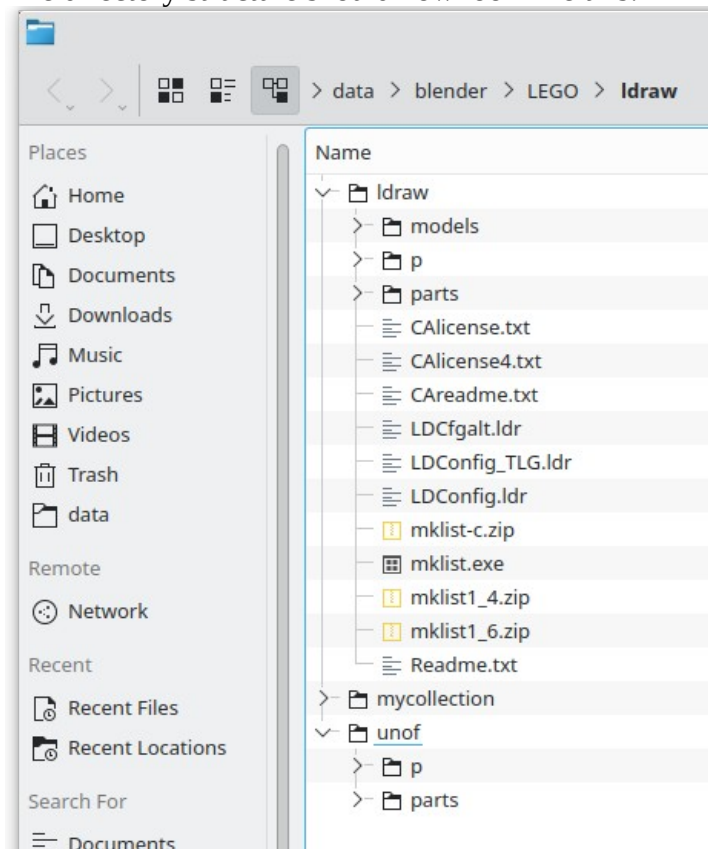 > data > blender > LEGO > ldraw
Places
Home
Desktop
Documents
Downloads
Music
Pictures
Videos
Trash
data
Remote
Network
Recent
Recent Files
Recent Locations
Search For
Documents
Name
ldraw
models
p
parts
CAlicense.txt
CAlicense4.txt
CAreadme.txt
LDCfgalt.ldr
LDConfig_TLG.ldr
LDConfig.ldr
mklist-c.zip
mklist.exe
mklist1_4.zip
mklist1_6.zip
Readme.txt
mycollection
unof
p
parts